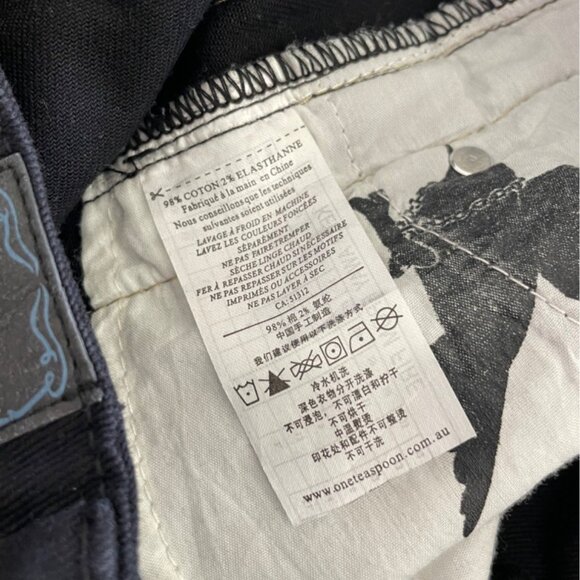 98% COTON 2% ELASTHANNE
Fabriqué à la main en Chine
Nous conseillons que les techniques
suivantes soient utilisées
LAVAGE À FROID EN MACHINE
LAVEZ LES COULEURS FONCÉES
SÉPARÉMENT
NE PAS FAIRE TREMPER
SÈCHE LINGE CHAUD
FER À REPASSER CHAUD SI NÉCESSAIRE
NE PAS REPASSER SUR LES MOTIFS
IMPRIMÉS OU ACCESSOIRES
NE PAS LAVER À SEC
CA: 51312
98% 棉 2% 氨纶
中国手工制造
我们建议使用以下洗涤方式
冷水机洗
深色衣物分开洗涤
不可浸泡，不可漂白和拧干
不可烘干
中温熨烫
印花处和配件不可整烫
不可干洗
www.oneteaspoon.com.au